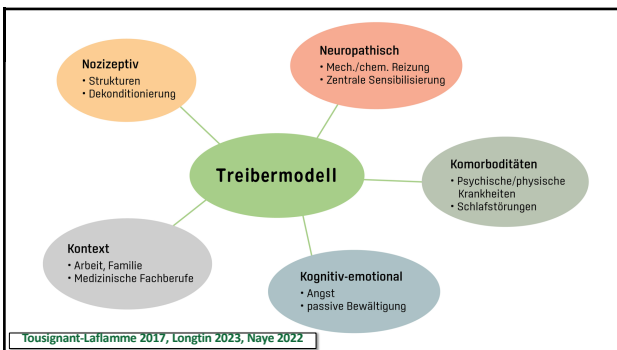 Nozizeptiv
• Strukturen
• Dekonditionierung
Neuropathisch
• Mech./chem. Reizung
• Zentrale Sensibilisierung
Treibermodell
Komorboditäten
• Psychische/physische
Krankheiten
• Schlafstörungen
Kontext
• Arbeit, Familie
• Medizinische Fachberufe
Kognitiv-emotional
• Angst
• passive Bewältigung
Tousignant-Laflamme 2017, Longtin 2023, Naye 2022